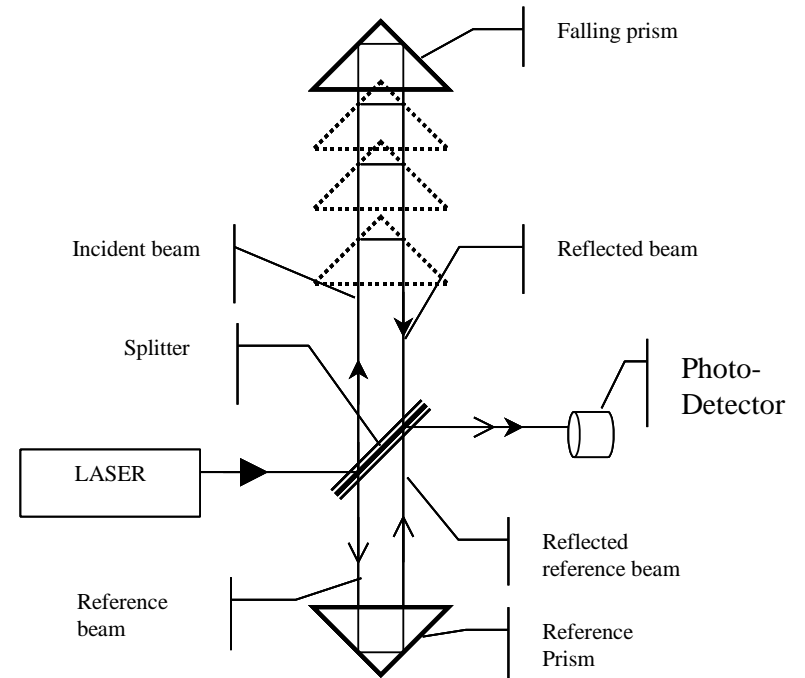 Falling prism
Incident beam
Reflected beam
Splitter
Photo-
Detector
LASER
Reflected
reference beam
Reference
beam
Reference
Prism